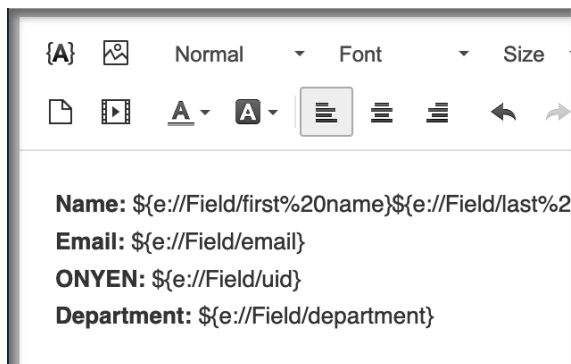 {A} Normal Font Size
A A
Name: ${e://Field/first%20name}${e://Field/last%2
Email: ${e://Field/email}
ONYEN: ${e://Field/uid}
Department: ${e://Field/department}